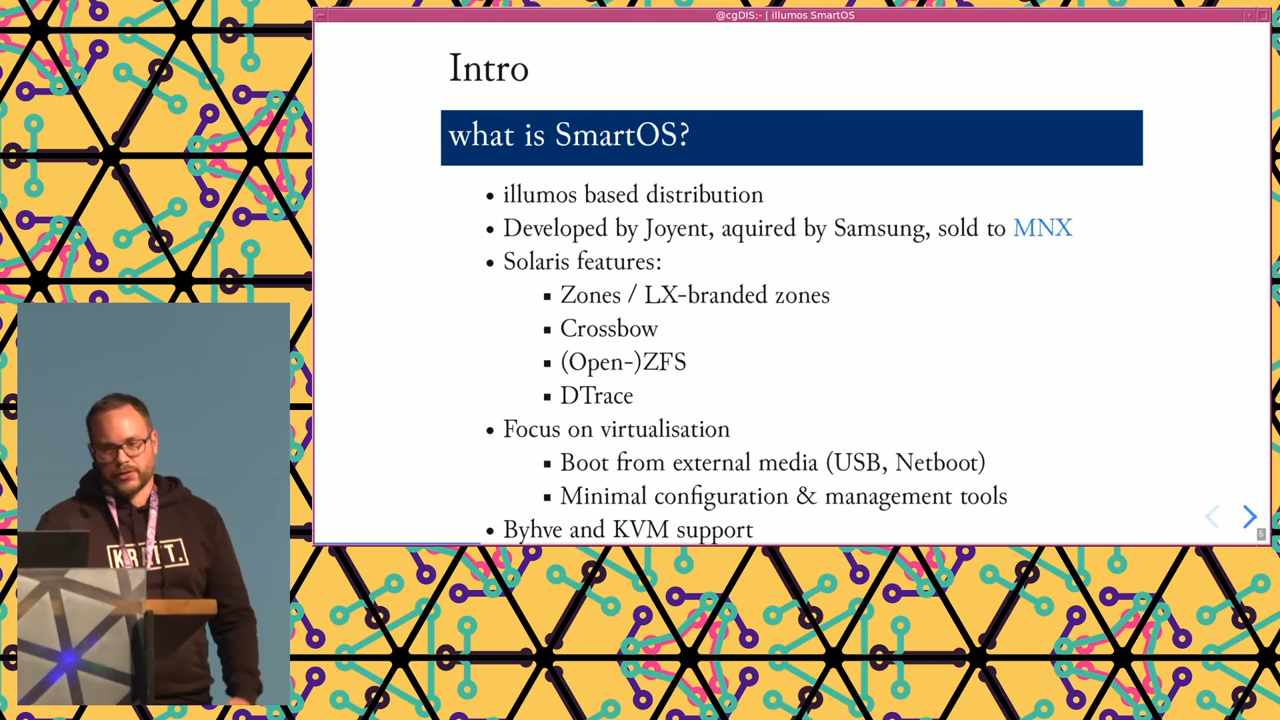 @cgDIS:~ | illumos SmartOS
Intro
what is SmartOS?
• illumos based distribution
• Developed by Joyent, aquired by Samsung, sold to MNX
• Solaris features:
▪ Zones / LX-branded zones
▪ Crossbow
▪ (Open-)ZFS
▪ DTrace
• Focus on virtualisation
▪ Boot from external media (USB, Netboot)
▪ Minimal configuration & management tools
• Byhve and KVM support
5